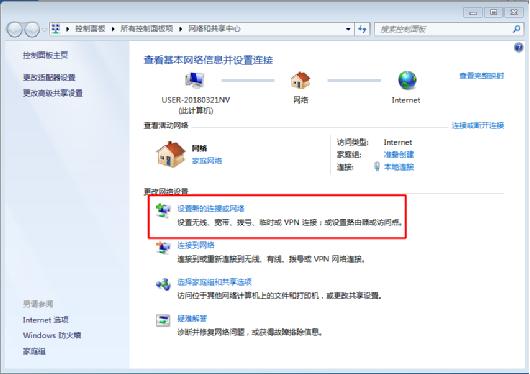 控制面板 ▸ 所有控制面板项 ▸ 网络和共享中心
搜索控制面板
控制面板主页
更改适配器设置
更改高级共享设置
查看基本网络信息并设置连接
查看完整映射
USER-20180321NV
(此计算机)
网络
Internet
查看活动网络
连接或断开连接
网络
家庭网络
访问类型: Internet
家庭组: 准备创建
连接: 本地连接
更改网络设置
设置新的连接或网络
设置无线、宽带、拨号、临时或 VPN 连接；或设置路由器或访问点。
连接到网络
连接到或重新连接到无线、有线、拨号或 VPN 网络连接。
选择家庭组和共享选项
访问位于其他网络计算机上的文件和打印机，或更改共享设置。
疑难解答
诊断并修复网络问题，或获得故障排除信息。
另请参阅
Internet 选项
Windows 防火墙
家庭组